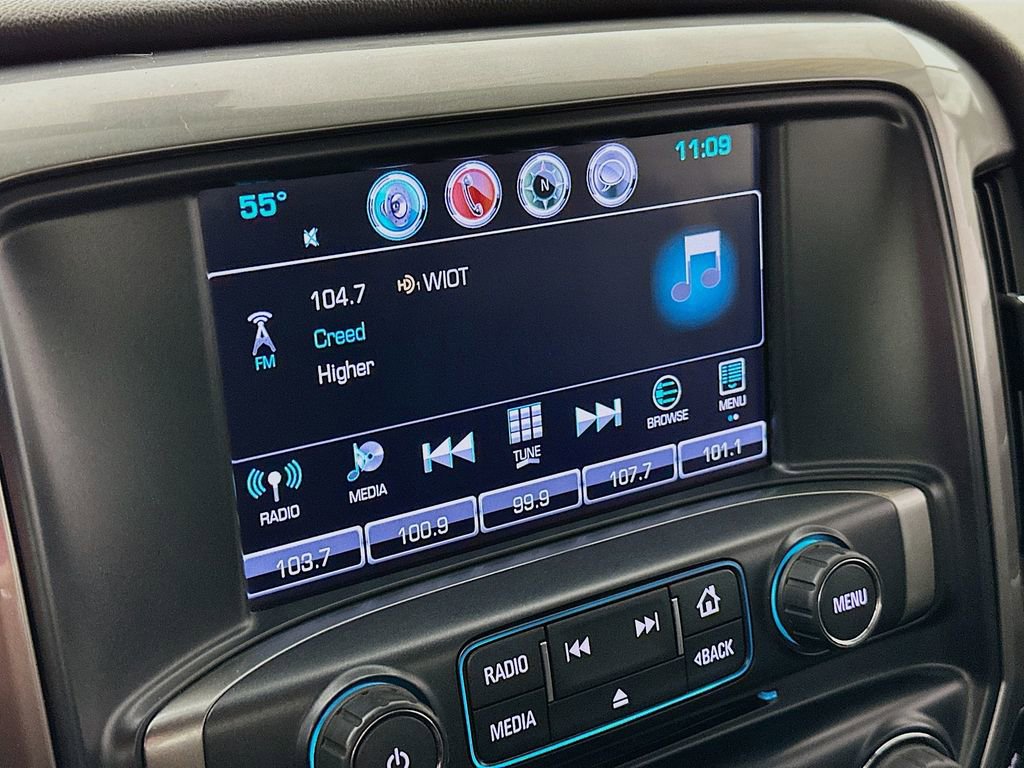 55°
N
11:09
104.7 HD1 WIOT
FM
Creed
Higher
RADIO
MEDIA
TUNE
BROWSE
MENU
103.7
100.9
99.9
107.7
101.1
RADIO
MEDIA
◁BACK
MENU